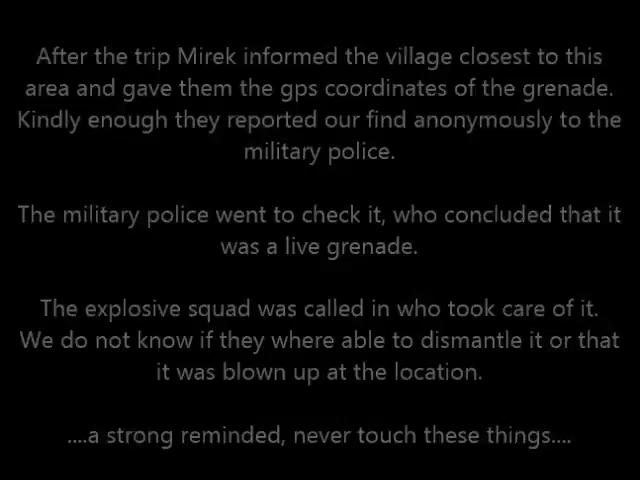 After the trip Mirek informed the village closest to this
area and gave them the gps coordinates of the grenade.
Kindly enough they reported our find anonymously to the
military police.
The military police went to check it, who concluded that it
was a live grenade.
The explosive squad was called in who took care of it.
We do not know if they where able to dismantle it or that
it was blown up at the location.
....a strong reminded, never touch these things....